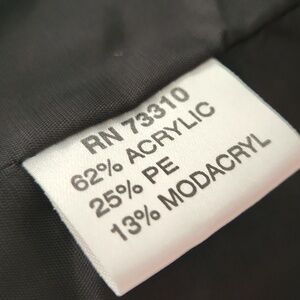 RN 73310
62% ACRYLIC
25% PE
13% MODACRYL